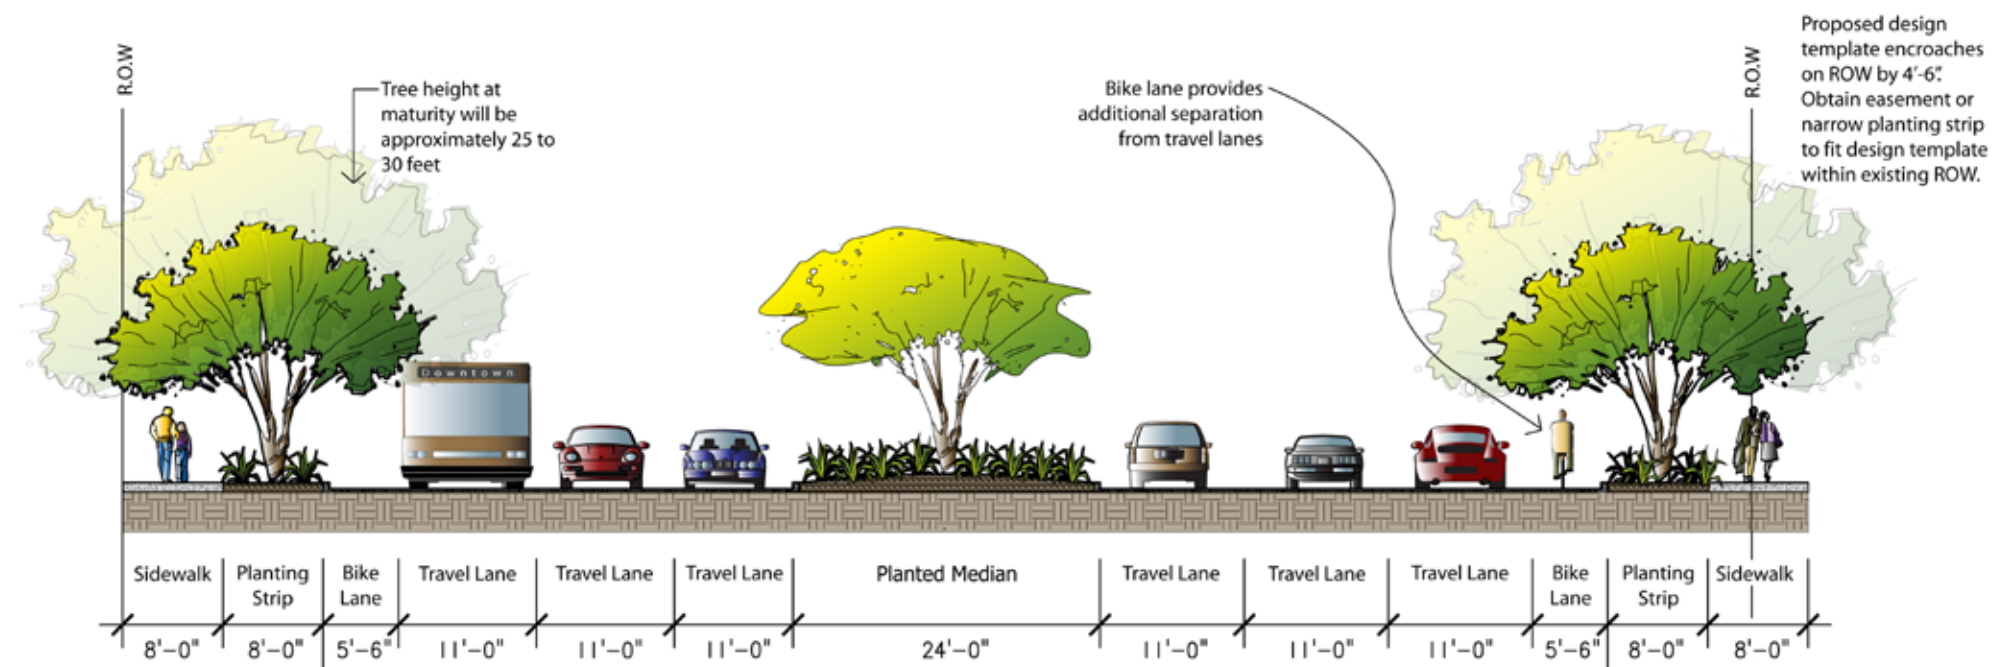 R.O.W
Tree height at
maturity will be
approximately 25 to
30 feet
Bike lane provides
additional separation
from travel lanes
R.O.W
Proposed design
template encroaches
on ROW by 4'-6".
Obtain easement or
narrow planting strip
to fit design template
within existing ROW.
Downtown
Sidewalk
Planting
Strip
Bike
Lane
Travel Lane
Travel Lane
Travel Lane
Planted Median
Travel Lane
Travel Lane
Travel Lane
Bike
Lane
Planting
Strip
Sidewalk
8'-0"
8'-0"
5'-6"
11'-0"
11'-0"
11'-0"
24'-0"
11'-0"
11'-0"
11'-0"
5'-6"
8'-0"
8'-0"